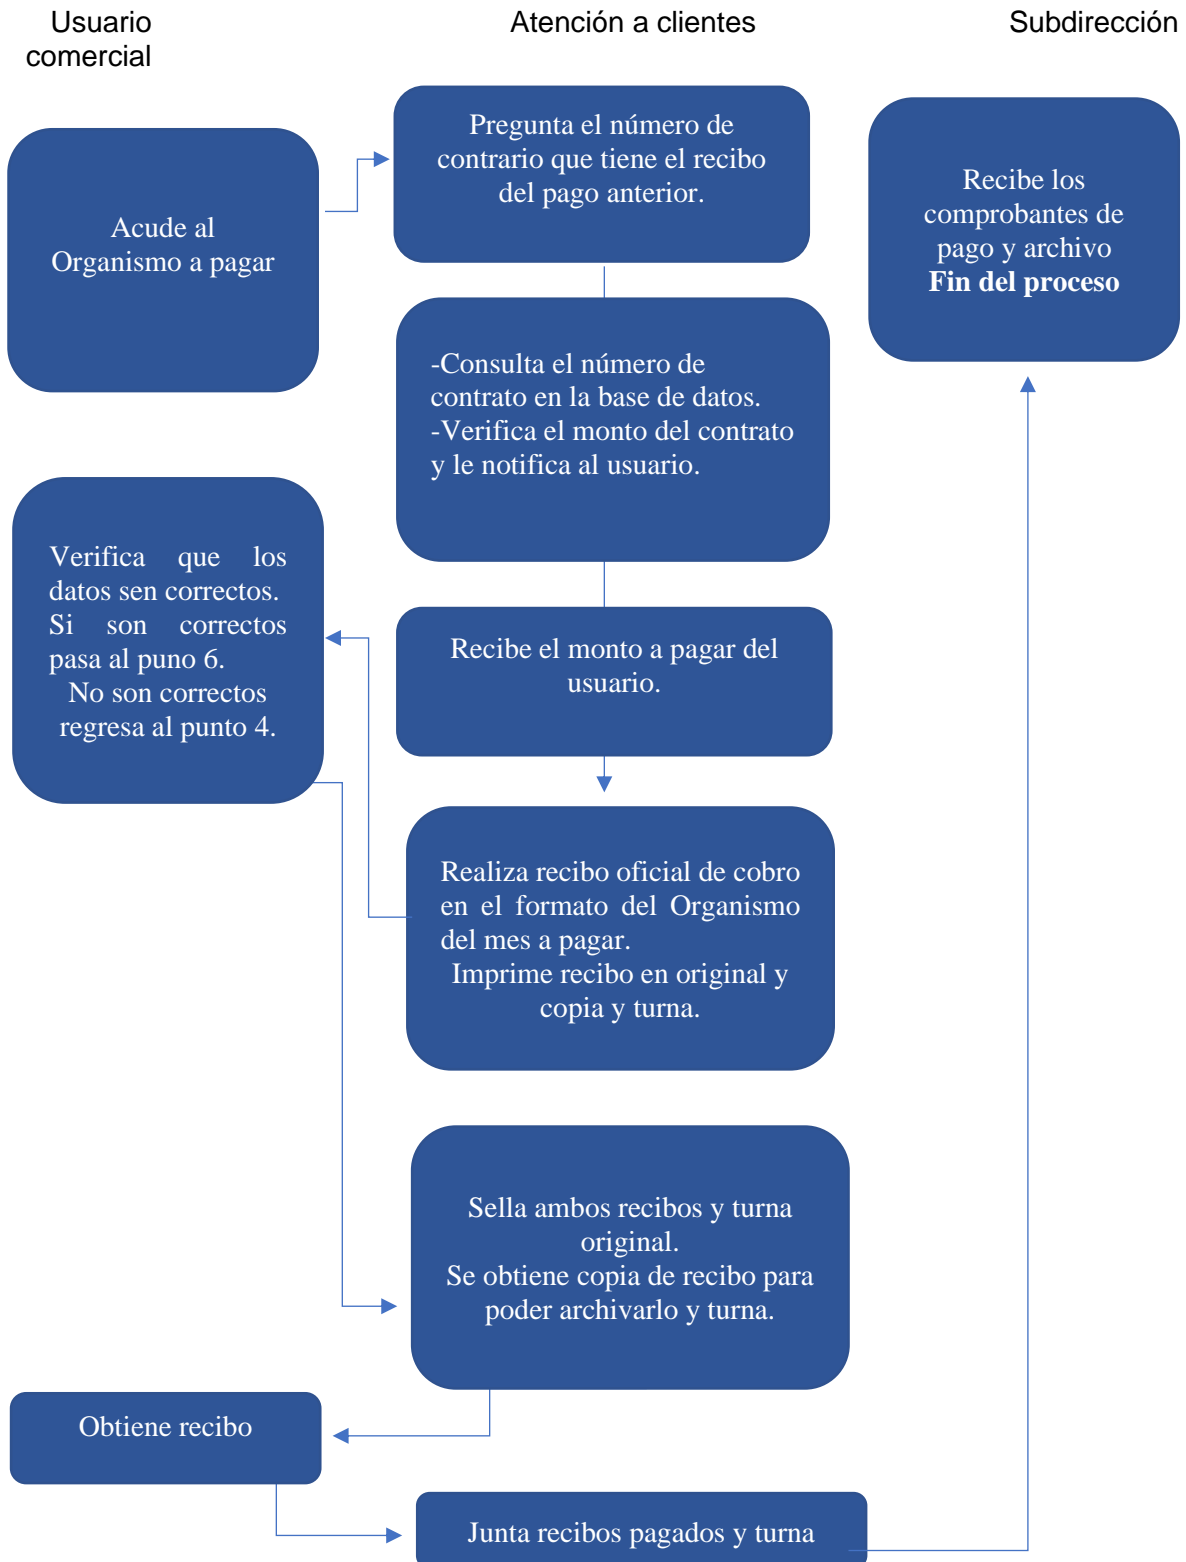 Usuario
comercial
Atención a clientes
Subdirección
Acude al
Organismo a pagar
Pregunta el número de
contrario que tiene el recibo
del pago anterior.
Recibe los
comprobantes de
pago y archivo
Fin del proceso
-Consulta el número de
contrato en la base de datos.
-Verifica el monto del contrato
y le notifica al usuario.
Verifica que los
datos sen correctos.
Si son correctos
pasa al puno 6.
No son correctos
regresa al punto 4.
Recibe el monto a pagar del
usuario.
Realiza recibo oficial de cobro
en el formato del Organismo
del mes a pagar.
Imprime recibo en original y
copia y turna.
Sella ambos recibos y turna
original.
Se obtiene copia de recibo para
poder archivarlo y turna.
Obtiene recibo
Junta recibos pagados y turna